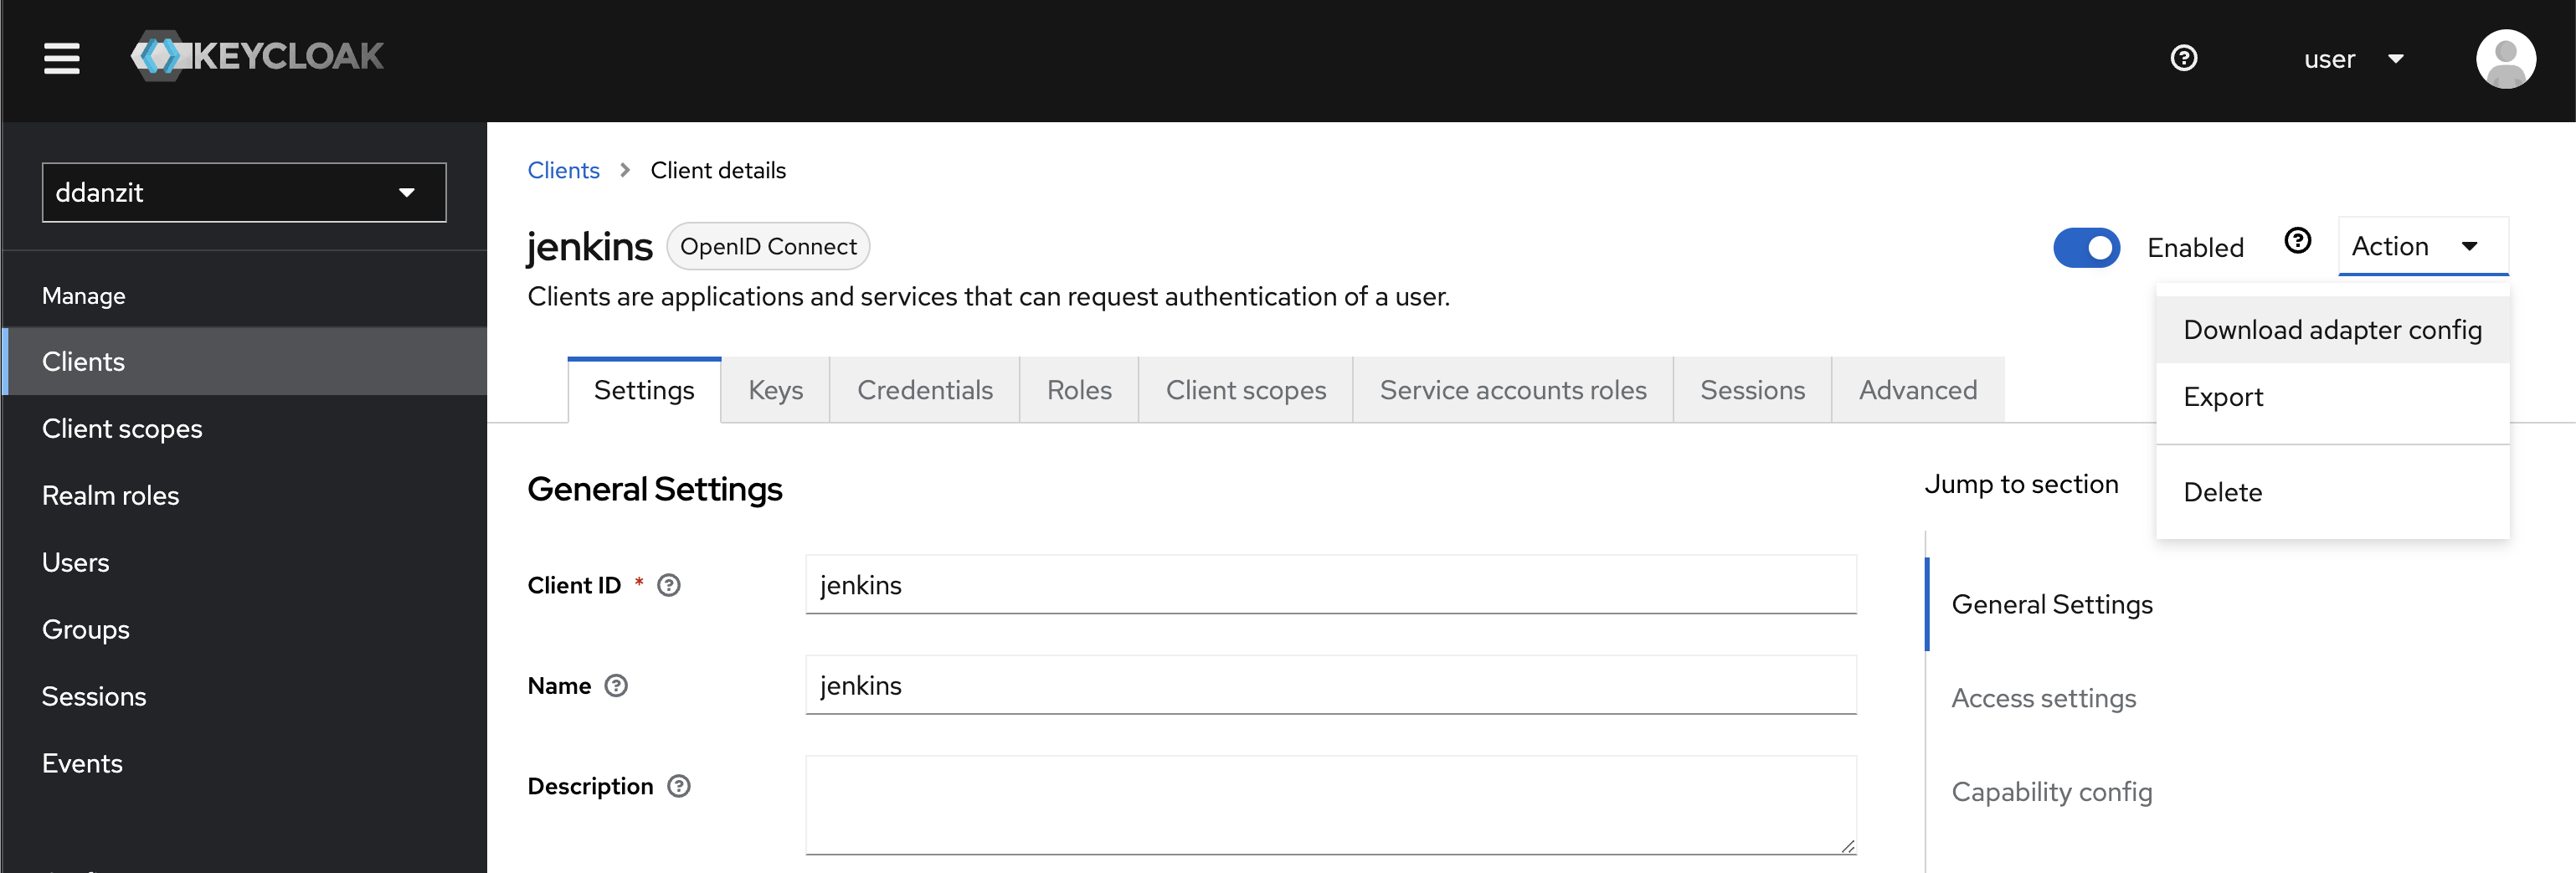 KEYCLOAK
user
ddanzit
Manage
Clients
Client scopes
Realm roles
Users
Groups
Sessions
Events
Clients > Client details
jenkins OpenID Connect
Enabled
Action
Clients are applications and services that can request authentication of a user.
Download adapter config
Export
Delete
Settings Keys Credentials Roles Client scopes Service accounts roles Sessions Advanced
General Settings
Client ID * jenkins
Name jenkins
Description
Jump to section
General Settings
Access settings
Capability config